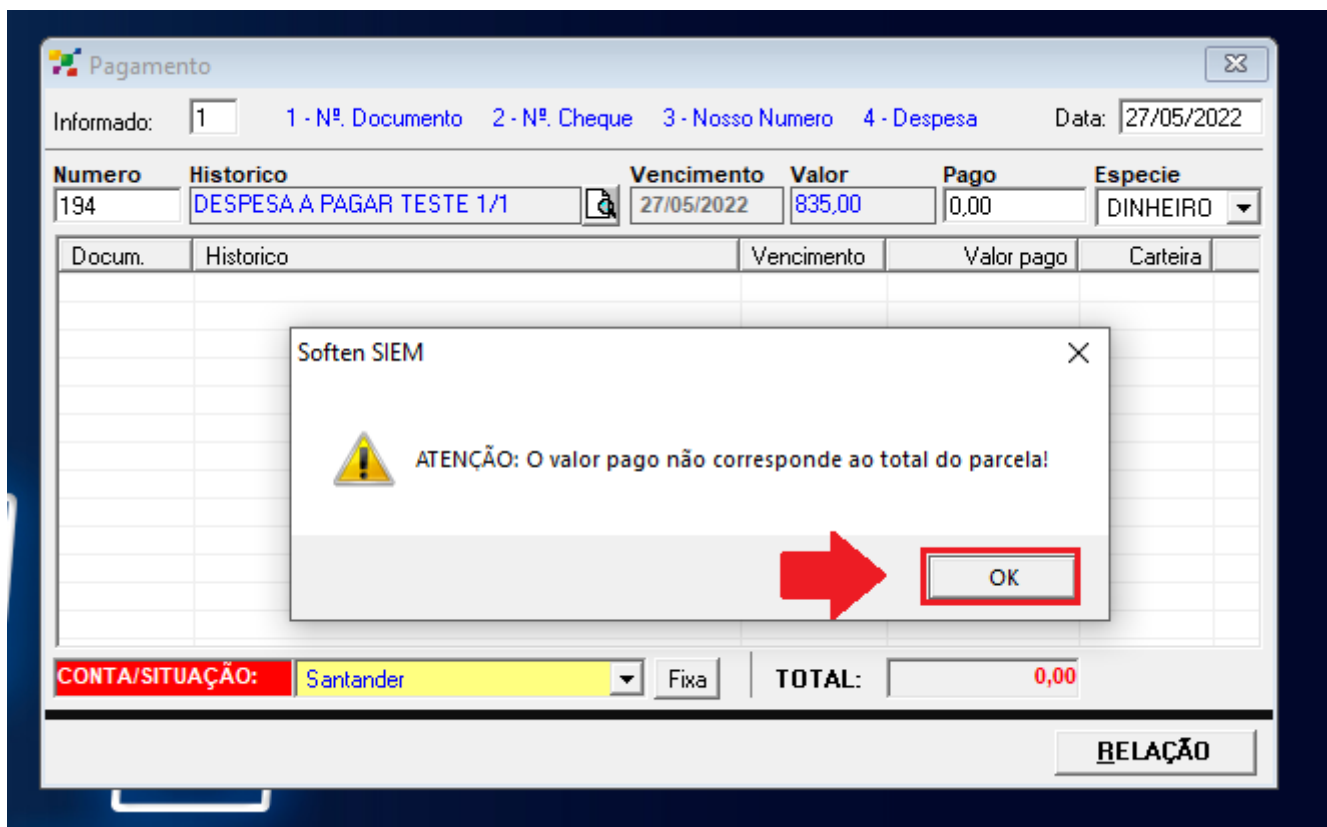 Pagamento
Informado: 1 1 - Nº. Documento 2 - Nº. Cheque 3 - Nosso Numero 4 - Despesa Data: 27/05/2022
Numero Historico Vencimento Valor Pago Especie
194 DESPESA A PAGAR TESTE 1/1 27/05/2022 835,00 0,00 DINHEIRO
Docum. Historico Vencimento Valor pago Carteira
Soften SIEM
ATENÇÃO: O valor pago não corresponde ao total do parcela!
OK
CONTA/SITUAÇÃO: Santander Fixa TOTAL: 0,00
RELAÇÃO